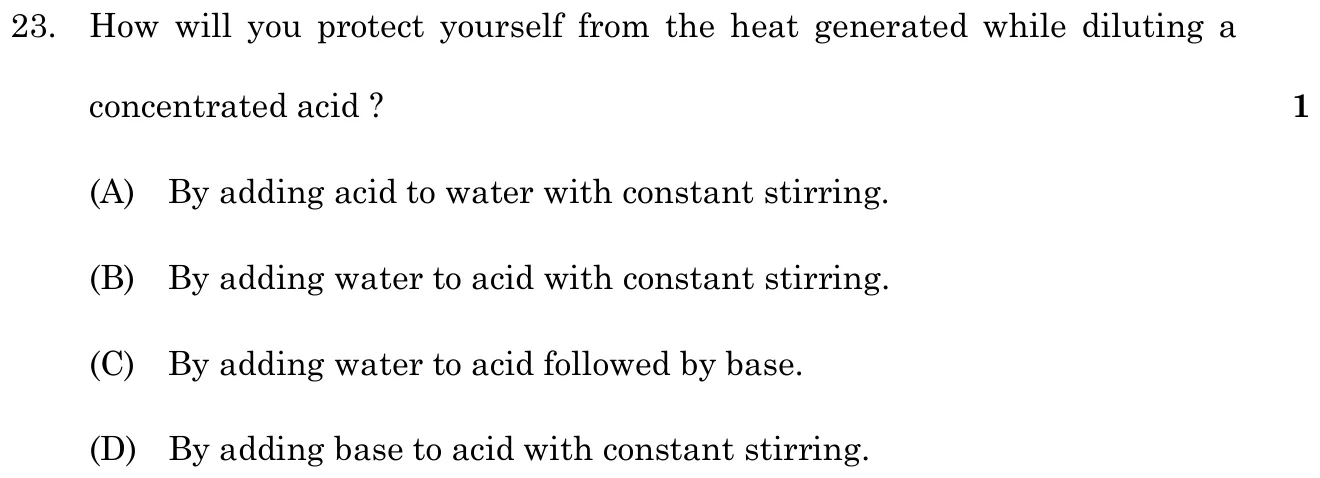 23. How will you protect yourself from the heat generated while diluting a
concentrated acid ? 1
(A) By adding acid to water with constant stirring.
(B) By adding water to acid with constant stirring.
(C) By adding water to acid followed by base.
(D) By adding base to acid with constant stirring.